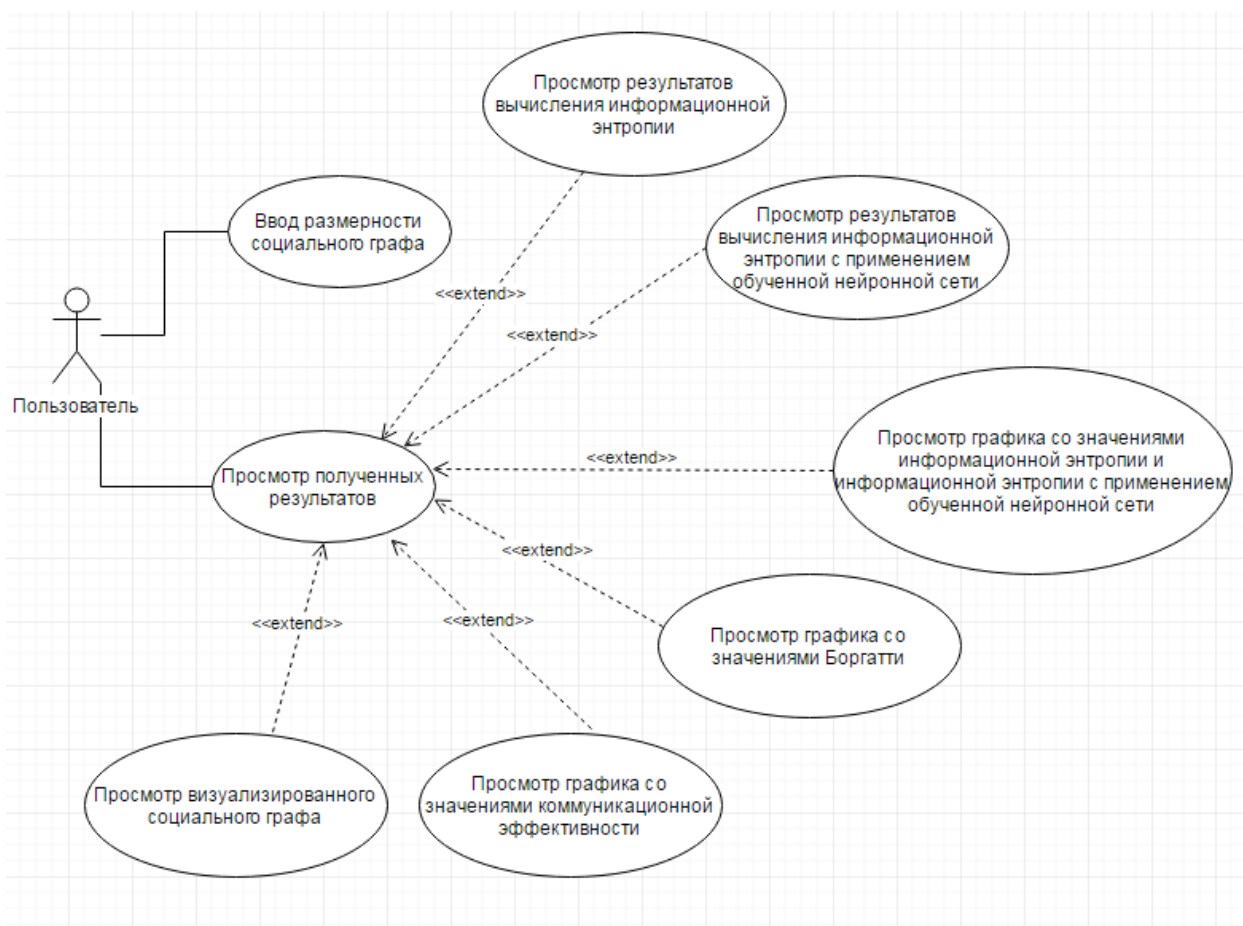 Просмотр результатов
вычисления информационной
энтропии
Ввод размерности
социального графа
Просмотр результатов
вычисления информационной
энтропии с применением
обученной нейронной сети
<<extend>>
<<extend>>
Пользователь
Просмотр полученных
результатов
<<extend>>
Просмотр графика со значениями
информационной энтропии и
информационной энтропии с применением
обученной нейронной сети
<<extend>>
<<extend>>
<<extend>>
Просмотр графика со
значениями Боргатти
Просмотр визуализированного
социального графа
Просмотр графика со
значениями коммуникационной
эффективности